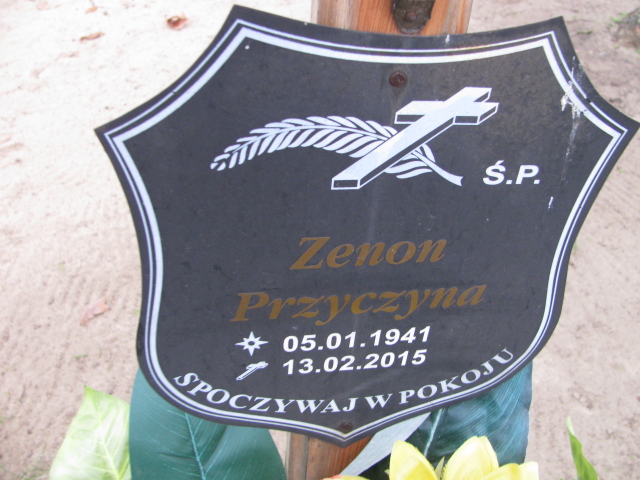 Ś.P.
Zenon
Przyczyna
05.01.1941
13.02.2015
SPOCZYWAJ W POKOJU